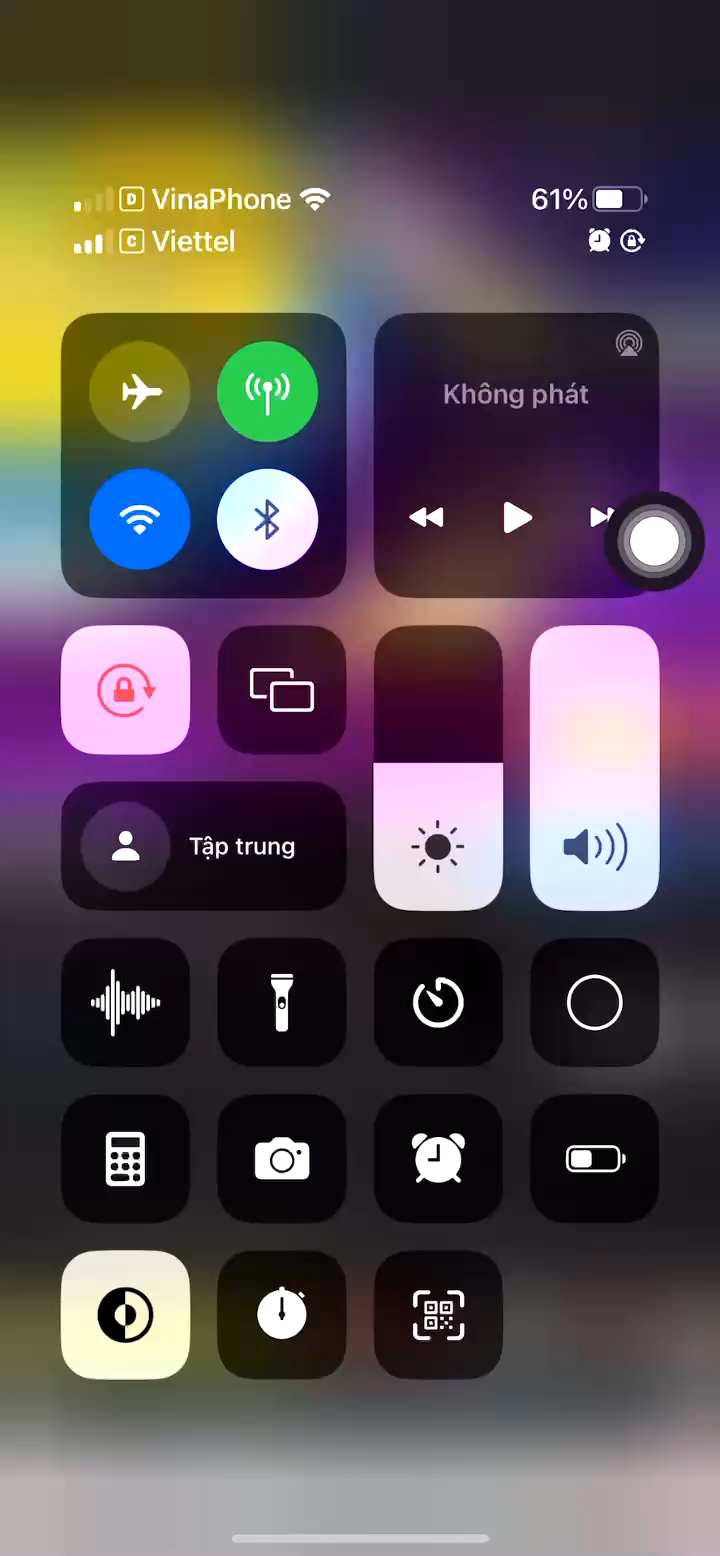 D VinaPhone 61%
C Viettel
Không phát
Tập trung